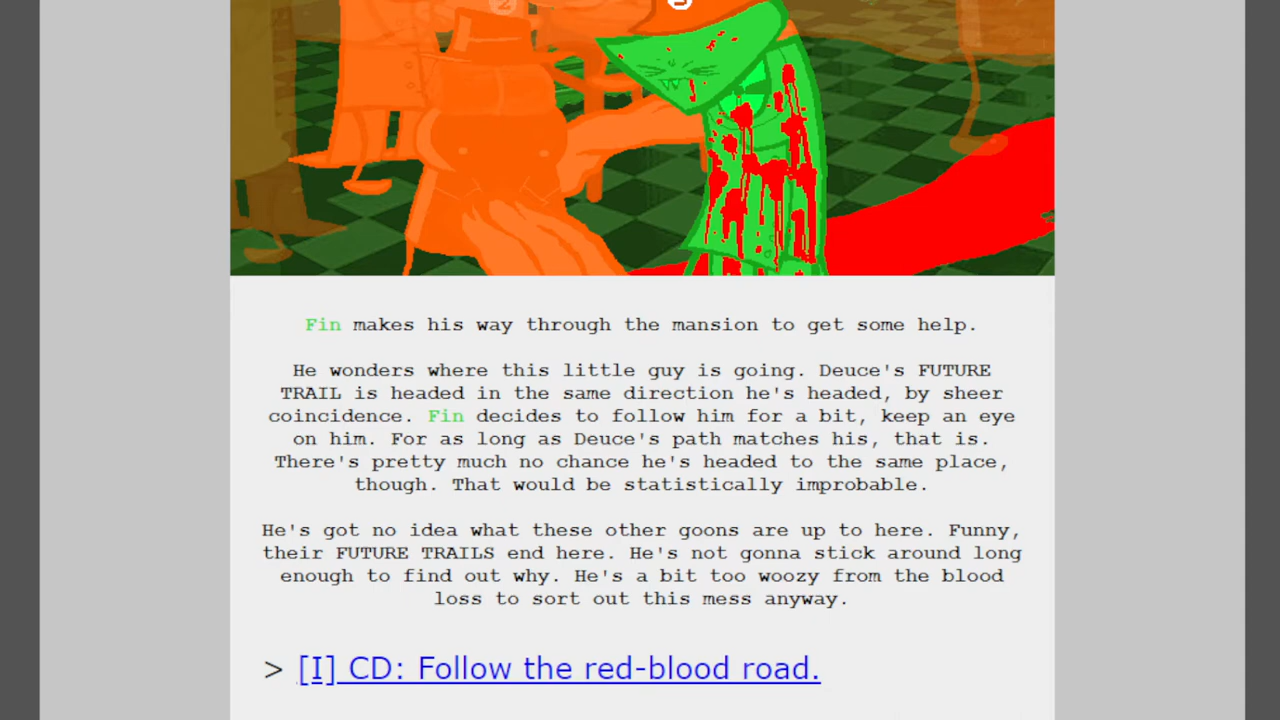 Fin makes his way through the mansion to get some help.
He wonders where this little guy is going. Deuce's FUTURE
TRAIL is headed in the same direction he's headed, by sheer
coincidence. Fin decides to follow him for a bit, keep an eye
on him. For as long as Deuce's path matches his, that is.
There's pretty much no chance he's headed to the same place,
though. That would be statistically improbable.
He's got no idea what these other goons are up to here. Funny,
their FUTURE TRAILS end here. He's not gonna stick around long
enough to find out why. He's a bit too woozy from the blood
loss to sort out this mess anyway.
> [I] CD: Follow the red-blood road.